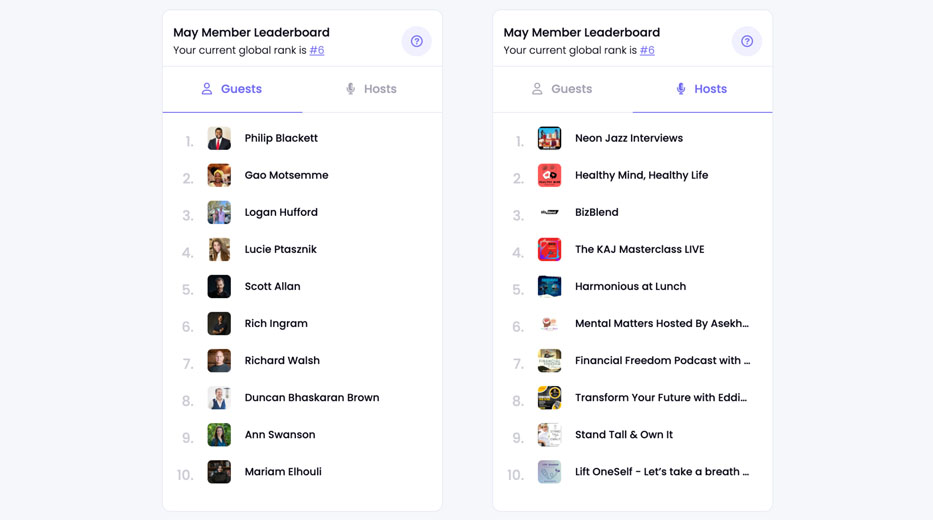 May Member Leaderboard
Your current global rank is #6
Guests
Hosts
1. Philip Blackett
2. Gao Motsemme
3. Logan Hufford
4. Lucie Ptasznik
5. Scott Allan
6. Rich Ingram
7. Richard Walsh
8. Duncan Bhaskaran Brown
9. Ann Swanson
10. Mariam Elhouli
May Member Leaderboard
Your current global rank is #6
Guests
Hosts
1. Neon Jazz Interviews
2. Healthy Mind, Healthy Life
3. BizBlend
4. The KAJ Masterclass LIVE
5. Harmonious at Lunch
6. Mental Matters Hosted By Asekh...
7. Financial Freedom Podcast with ...
8. Transform Your Future with Eddi...
9. Stand Tall & Own It
10. Lift OneSelf - Let’s take a breath ...